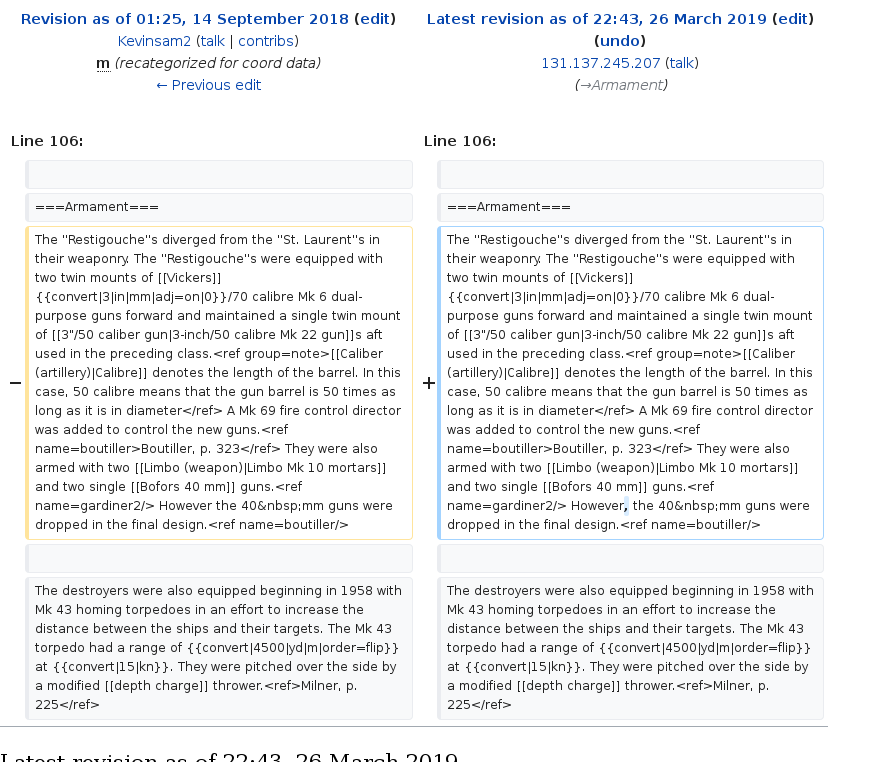 Revision as of 01:25, 14 September 2018 (edit)
Kevinsam2 (talk | contribs)
m (recategorized for coord data)
← Previous edit
Latest revision as of 22:43, 26 March 2019 (edit)
(undo)
131.137.245.207 (talk)
(→Armament)
Line 106:
===Armament===
− The ''Restigouche''s diverged from the ''St. Laurent''s in
their weaponry. The ''Restigouche''s were equipped with
two twin mounts of [[Vickers]]
{{convert|3|in|mm|adj=on|0}}/70 calibre Mk 6 dual-
purpose guns forward and maintained a single twin mount
of [[3"/50 caliber gun|3-inch/50 calibre Mk 22 gun]]s aft
used in the preceding class.<ref group=note>[[Caliber
(artillery)|Calibre]] denotes the length of the barrel. In this
case, 50 calibre means that the gun barrel is 50 times as
long as it is in diameter</ref> A Mk 69 fire control director
was added to control the new guns.<ref
name=boutiller>Boutiller, p. 323</ref> They were also
armed with two [[Limbo (weapon)|Limbo Mk 10 mortars]]
and two single [[Bofors 40 mm]] guns.<ref
name=gardiner2/> However the 40&nbsp;mm guns were
dropped in the final design.<ref name=boutiller/>
The destroyers were also equipped beginning in 1958 with
Mk 43 homing torpedoes in an effort to increase the
distance between the ships and their targets. The Mk 43
torpedo had a range of {{convert|4500|yd|m|order=flip}}
at {{convert|15|kn}}. They were pitched over the side by
a modified [[depth charge]] thrower.<ref>Milner, p.
225</ref>
Line 106:
===Armament===
+ The ''Restigouche''s diverged from the ''St. Laurent''s in
their weaponry. The ''Restigouche''s were equipped with
two twin mounts of [[Vickers]]
{{convert|3|in|mm|adj=on|0}}/70 calibre Mk 6 dual-
purpose guns forward and maintained a single twin mount
of [[3"/50 caliber gun|3-inch/50 calibre Mk 22 gun]]s aft
used in the preceding class.<ref group=note>[[Caliber
(artillery)|Calibre]] denotes the length of the barrel. In this
case, 50 calibre means that the gun barrel is 50 times as
long as it is in diameter</ref> A Mk 69 fire control director
was added to control the new guns.<ref
name=boutiller>Boutiller, p. 323</ref> They were also
armed with two [[Limbo (weapon)|Limbo Mk 10 mortars]]
and two single [[Bofors 40 mm]] guns.<ref
name=gardiner2/> However, the 40&nbsp;mm guns were
dropped in the final design.<ref name=boutiller/>
The destroyers were also equipped beginning in 1958 with
Mk 43 homing torpedoes in an effort to increase the
distance between the ships and their targets. The Mk 43
torpedo had a range of {{convert|4500|yd|m|order=flip}}
at {{convert|15|kn}}. They were pitched over the side by
a modified [[depth charge]] thrower.<ref>Milner, p.
225</ref>
Latest revision as of 22:43, 26 March 2019